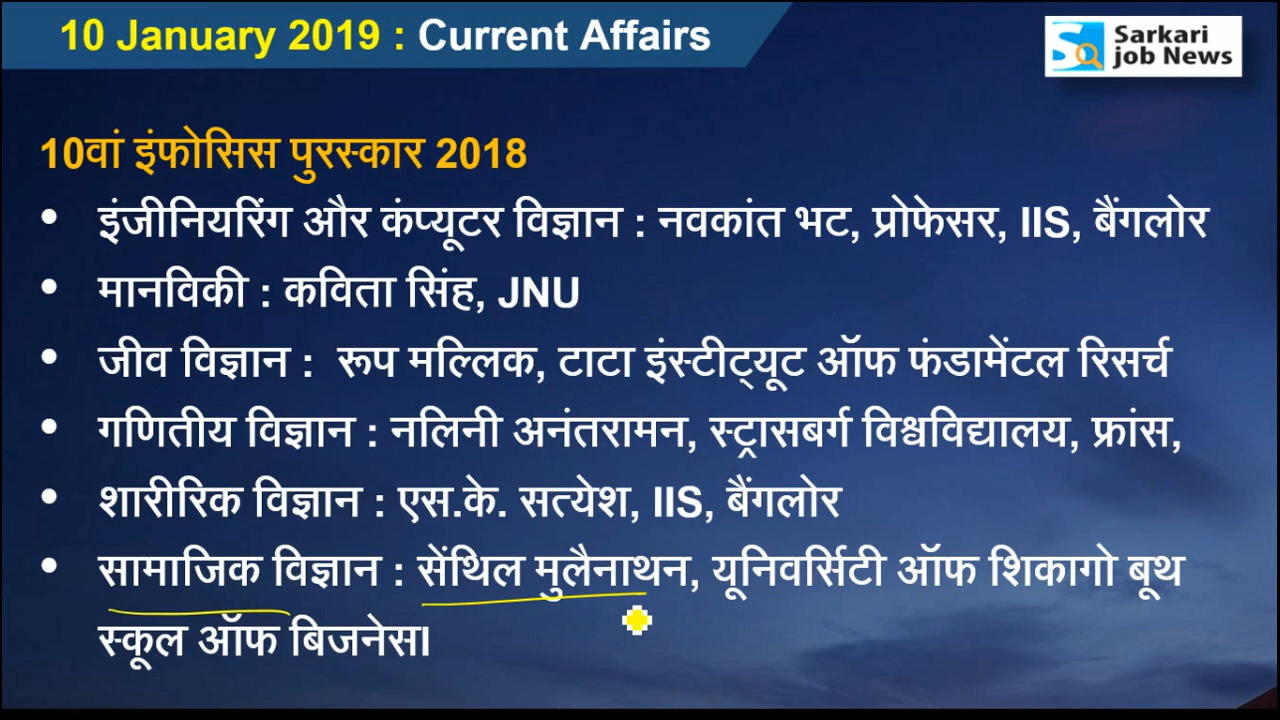 10 January 2019 : Current Affairs
Sarkari
job News
10वां इंफोसिस पुरस्कार 2018
• इंजीनियरिंग और कंप्यूटर विज्ञान : नवकांत भट, प्रोफेसर, IIS, बैंगलोर
• मानविकी : कविता सिंह, JNU
• जीव विज्ञान : रूप मल्लिक, टाटा इंस्टीट्यूट ऑफ फंडामेंटल रिसर्च
• गणितीय विज्ञान : नलिनी अनंतरामन, स्ट्रासबर्ग विश्वविद्यालय, फ्रांस,
• शारीरिक विज्ञान : एस.के. सत्येश, IIS, बैंगलोर
• सामाजिक विज्ञान : सेंथिल मुलैनाथन, यूनिवर्सिटी ऑफ शिकागो बूथ
स्कूल ऑफ बिजनेस।